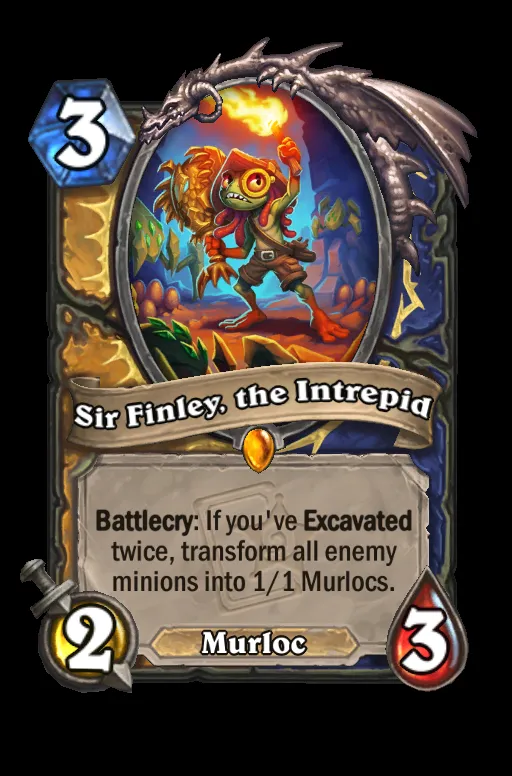 3
Sir Finley, the Intrepid
Battlecry: If you've Excavated
twice, transform all enemy
minions into 1/1 Murlocs.
2
Murloc
3